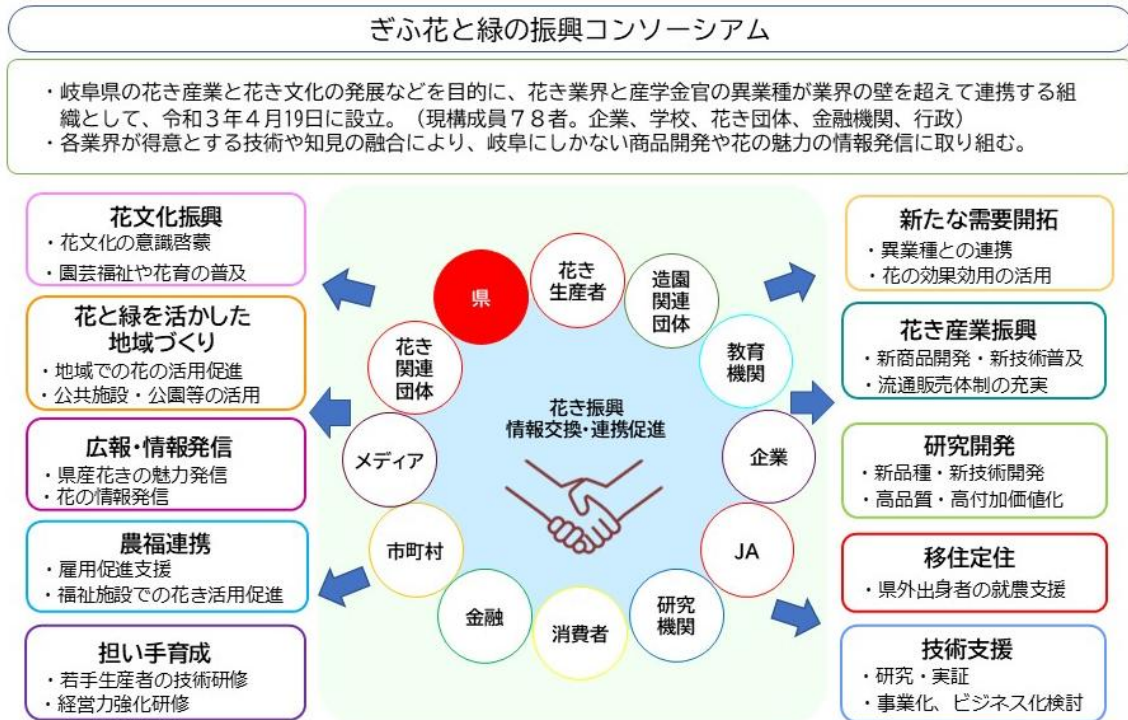 ぎふ花と緑の振興コンソーシアム
・岐阜県の花き産業と花き文化の発展などを目的に、花き業界と産学金官の異業種が業界の壁を超えて連携する組
織として、令和３年４月19日に設立。（現構成員７８者。企業、学校、花き団体、金融機関、行政）
・各業界が得意とする技術や知見の融合により、岐阜にしかない商品開発や花の魅力の情報発信に取り組む。
花文化振興
・花文化の意識啓蒙
・園芸福祉や花育の普及
花と緑を活かした
地域づくり
・地域での花の活用促進
・公共施設・公園等の活用
広報・情報発信
・県産花きの魅力発信
・花の情報発信
農福連携
・雇用促進支援
・福祉施設での花き活用促進
担い手育成
・若手生産者の技術研修
・経営力強化研修
県
花き
生産者
造園
関連
団体
教育
機関
企業
JA
研究
機関
消費者
金融
市町村
メディア
花き
関連
団体
花き振興
情報交換・連携促進
新たな需要開拓
・異業種との連携
・花の効果効用の活用
花き産業振興
・新商品開発・新技術普及
・流通販売体制の充実
研究開発
・新品種・新技術開発
・高品質・高付加価値化
移住定住
・県外出身者の就農支援
技術支援
・研究・実証
・事業化、ビジネス化検討